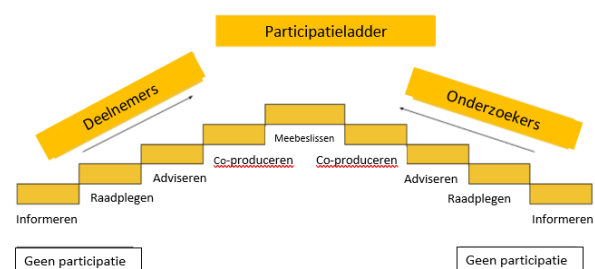 Participatieladder
Deelnemers
Onderzoekers
Meebeslissen
Co-produceren
Co-produceren
Adviseren
Adviseren
Raadplegen
Raadplegen
Informeren
Informeren
Geen participatie
Geen participatie